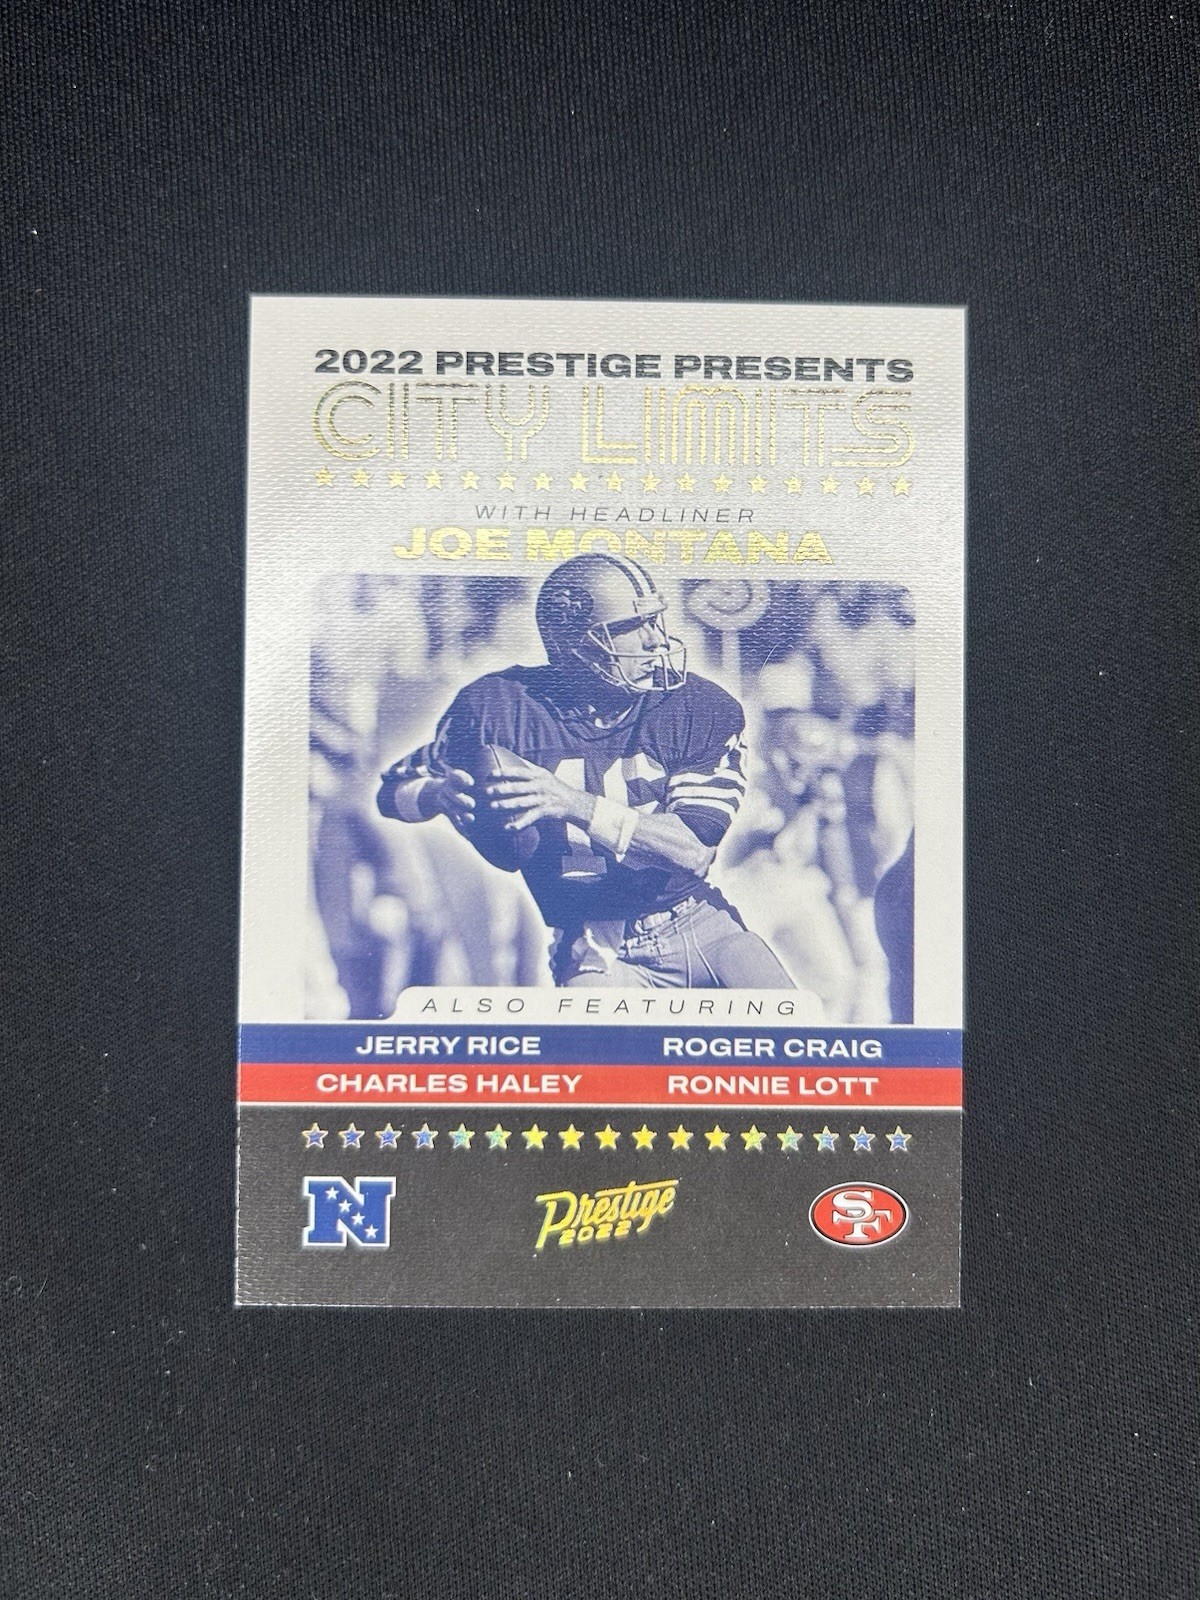 2022 PRESTIGE PRESENTS
CITY LIMITS
WITH HEADLINER
JOE MONTANA
16
ALSO FEATURING
JERRY RICE ROGER CRAIG
CHARLES HALEY RONNIE LOTT
N Prestige SF
2022